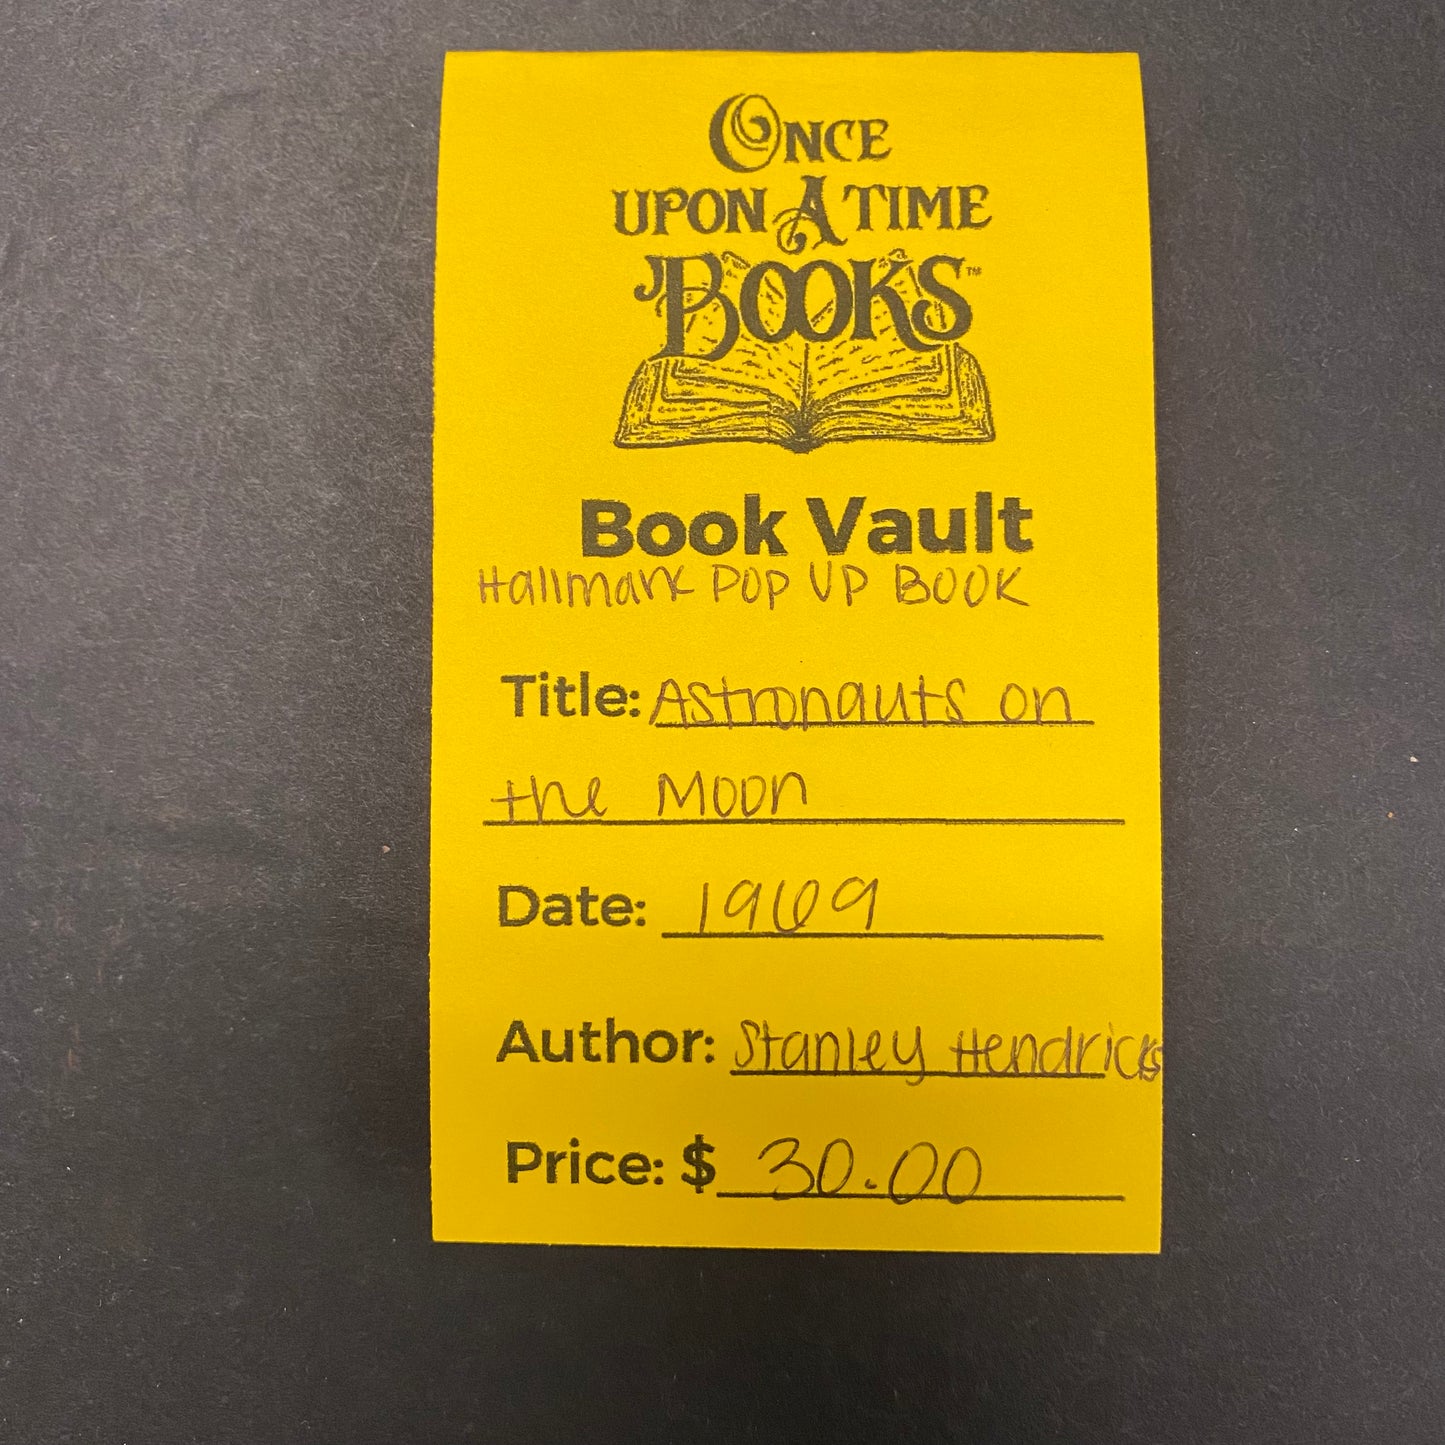 ONCE
UPON A TIME
BOOKS™
Book Vault
Hallmark POP UP BOOK
Title: Astronauts on
the Moon
Date: 1969
Author: Stanley Hendricks
Price: $ 30.00